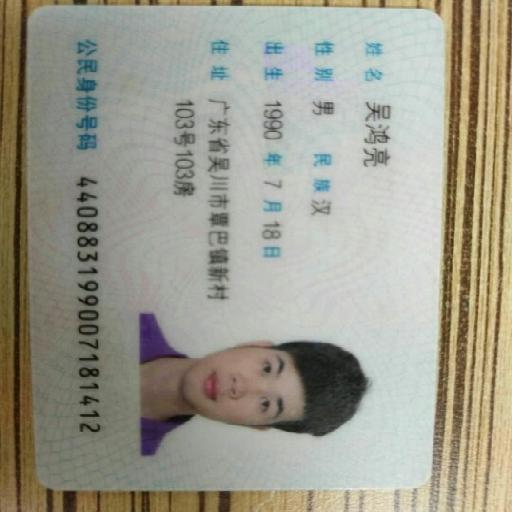 姓名 吴鸿亮
性别 男 民族 汉
出生 1990 年 7 月 18 日
住址 广东省吴川市覃巴镇新村
103号103房
公民身份号码 440883199007181412